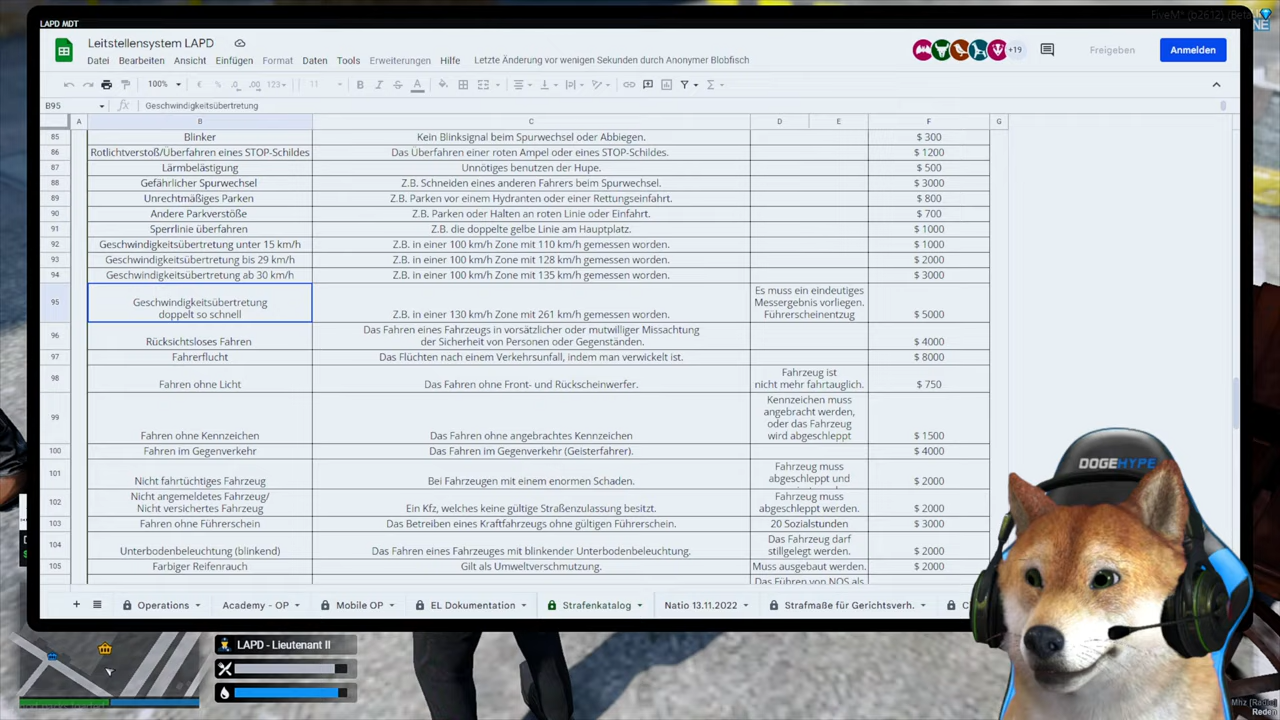 LAPD MDT
FiveM® (b2612) (Beta)
Leitstellensystem LAPD
+19
Freigeben
Anmelden
Datei Bearbeiten Ansicht Einfügen Format Daten Tools Erweiterungen Hilfe Letzte Änderung vor wenigen Sekunden durch Anonymer Blobfisch
100% € % .0 .00 123 11 B I S A
B95 fx Geschwindigkeitsübertretung
A B C D E F G
85 Blinker Kein Blinksignal beim Spurwechsel oder Abbiegen. $ 300
86 Rotlichtverstoß/Überfahren eines STOP-Schildes Das Überfahren einer roten Ampel oder eines STOP-Schildes. $ 1200
87 Lärmbelästigung Unnötiges benutzen der Hupe. $ 500
88 Gefährlicher Spurwechsel Z.B. Schneiden eines anderen Fahrers beim Spurwechsel. $ 3000
89 Unrechtmäßiges Parken Z.B. Parken vor einem Hydranten oder einer Rettungseinfahrt. $ 800
90 Andere Parkverstöße Z.B. Parken oder Halten an roten Linie oder Einfahrt. $ 700
91 Sperrlinie überfahren Z.B. die doppelte gelbe Linie am Hauptplatz. $ 1000
92 Geschwindigkeitsübertretung unter 15 km/h Z.B. in einer 100 km/h Zone mit 110 km/h gemessen worden. $ 1000
93 Geschwindigkeitsübertretung bis 29 km/h Z.B. in einer 100 km/h Zone mit 128 km/h gemessen worden. $ 2000
94 Geschwindigkeitsübertretung ab 30 km/h Z.B. in einer 100 km/h Zone mit 135 km/h gemessen worden. $ 3000
Es muss ein eindeutiges
95 Geschwindigkeitsübertretung Messergebnis vorliegen.
doppelt so schnell Z.B. in einer 130 km/h Zone mit 261 km/h gemessen worden. Führerscheinentzug $ 5000
96 Das Fahren eines Fahrzeugs in vorsätzlicher oder mutwilliger Missachtung
Rücksichtsloses Fahren der Sicherheit von Personen oder Gegenständen. $ 4000
97 Fahrerflucht Das Flüchten nach einem Verkehrsunfall, indem man verwickelt ist. $ 8000
98 Fahrzeug ist
Fahren ohne Licht Das Fahren ohne Front- und Rückscheinwerfer. nicht mehr fahrtauglich. $ 750
Kennzeichen muss
99 angebracht werden,
oder das Fahrzeug
Fahren ohne Kennzeichen Das Fahren ohne angebrachtes Kennzeichen wird abgeschleppt $ 1500
100 Fahren im Gegenverkehr Das Fahren im Gegenverkehr (Geisterfahrer). $ 4000
101 Fahrzeug muss
Nicht fahrtüchtiges Fahrzeug Bei Fahrzeugen mit einem enormen Schaden. abgeschleppt und $ 2000
102 Nicht angemeldetes Fahrzeug/ Fahrzeug muss
Nicht versichertes Fahrzeug Ein Kfz, welches keine gültige Straßenzulassung besitzt. abgeschleppt werden. $ 2000
103 Fahren ohne Führerschein Das Betreiben eines Kraftfahrzeugs ohne gültigen Führerschein. 20 Sozialstunden $ 3000
104 Das Fahrzeug darf
Unterbodenbeleuchtung (blinkend) Das Fahren eines Fahrzeuges mit blinkender Unterbodenbeleuchtung. stillgelegt werden. $ 2000
105 Farbiger Reifenrauch Gilt als Umweltverschmutzung. Muss ausgebaut werden. $ 2000
Das Führen von NOS als
Operations Academy - OP Mobile OP EL Dokumentation Strafenkatalog Natio 13.11.2022 Strafmaße für Gerichtsverh.
DOGEHYPE
LAPD - Lieutenant II
Reden